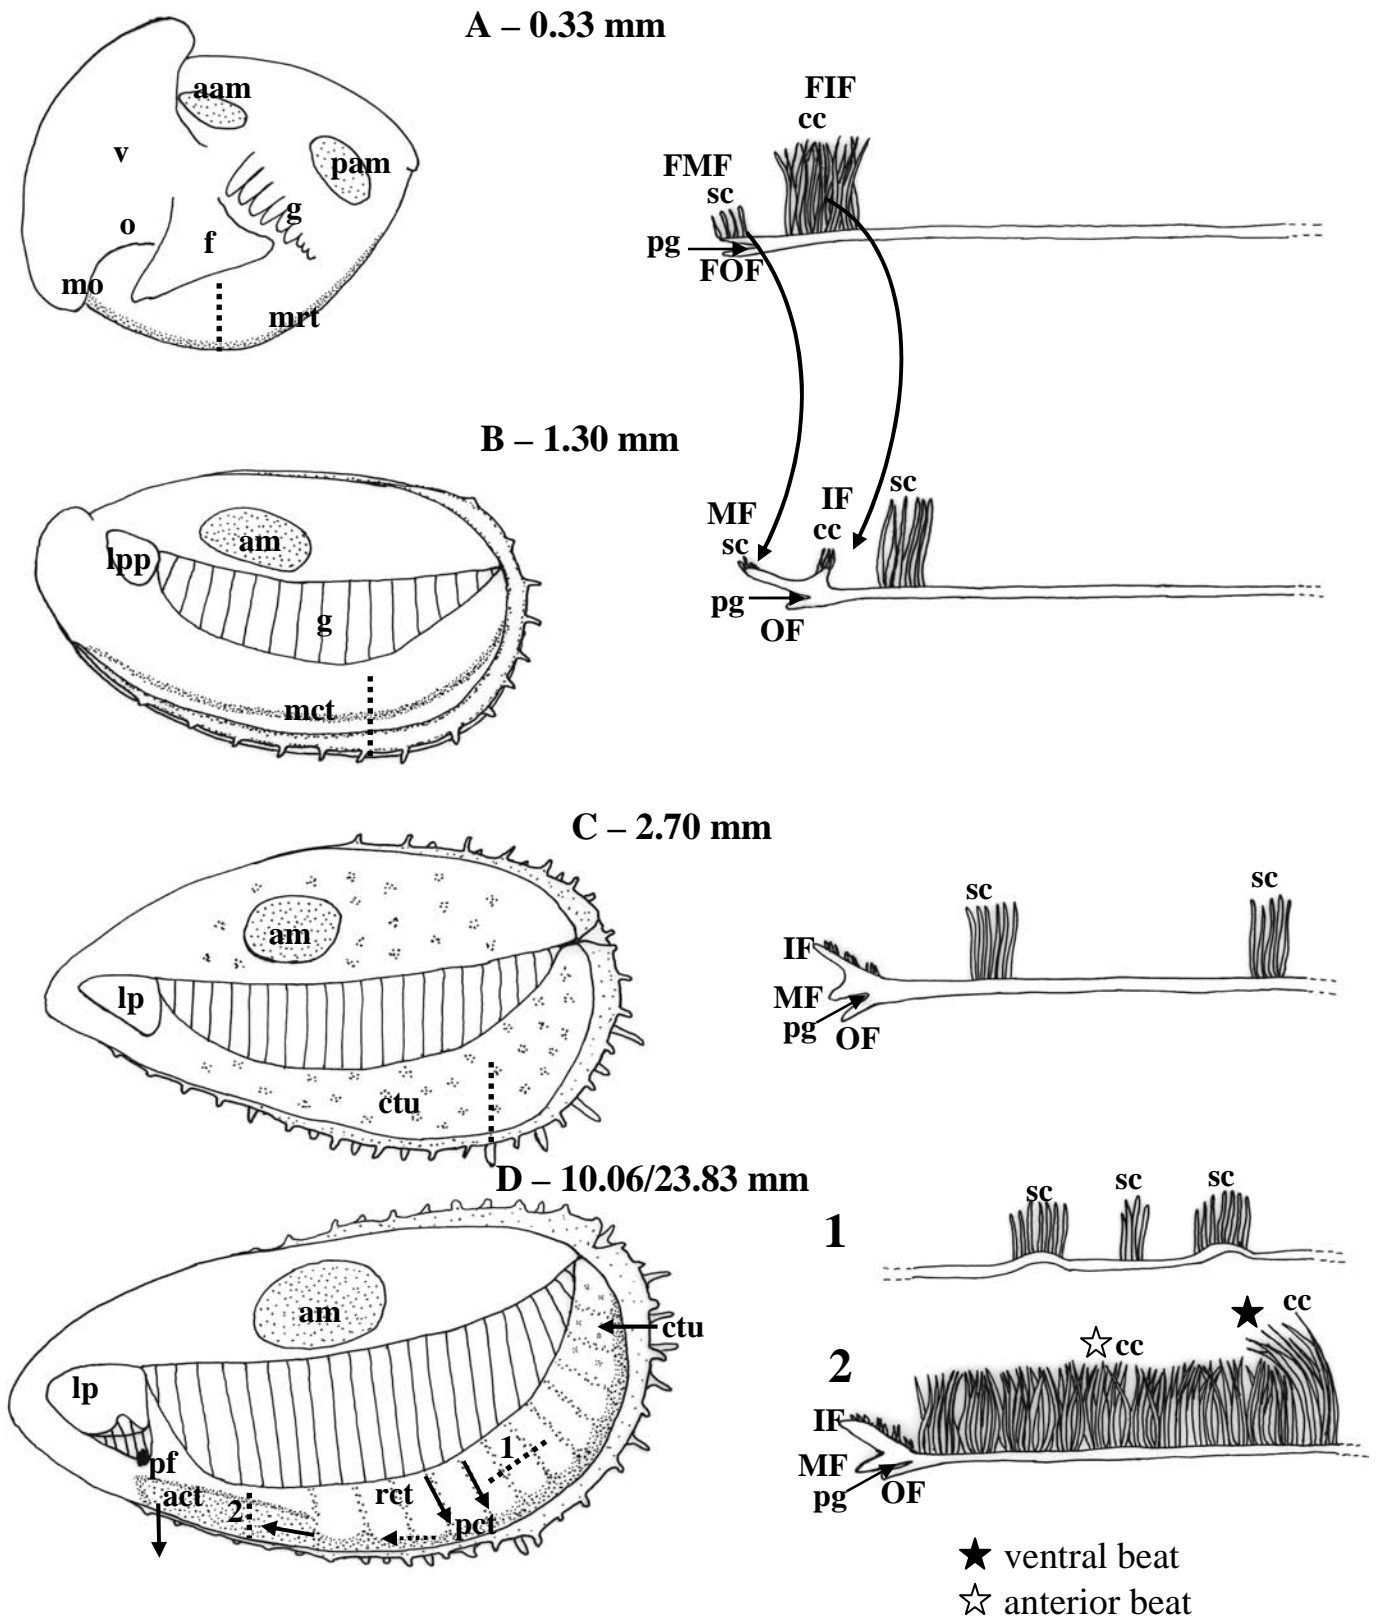 A – 0.33 mm
aam
pam
v
g
o
f
mo
mrt
FIF
cc
FMF
sc
pg
FOF
B – 1.30 mm
lpp
am
g
mct
sc
IF
MF
cc
sc
pg
OF
C – 2.70 mm
am
lp
ctu
sc
sc
IF
MF
pg
OF
D – 10.06/23.83 mm
am
ctu
lp
pf
act
2
rct
1
pct
1
sc
sc
sc
2
cc
cc
IF
MF
pg
OF
★ ventral beat
☆ anterior beat